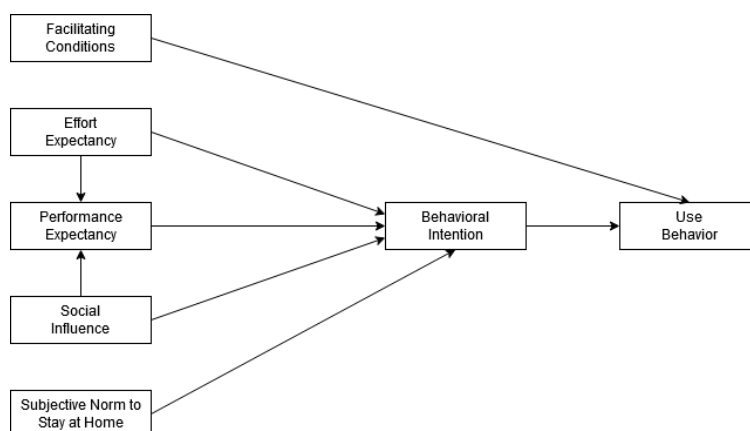 Facilitating
Conditions
Effort
Expectancy
Performance
Expectancy
Behavioral
Intention
Use
Behavior
Social
Influence
Subjective Norm to
Stay at Home